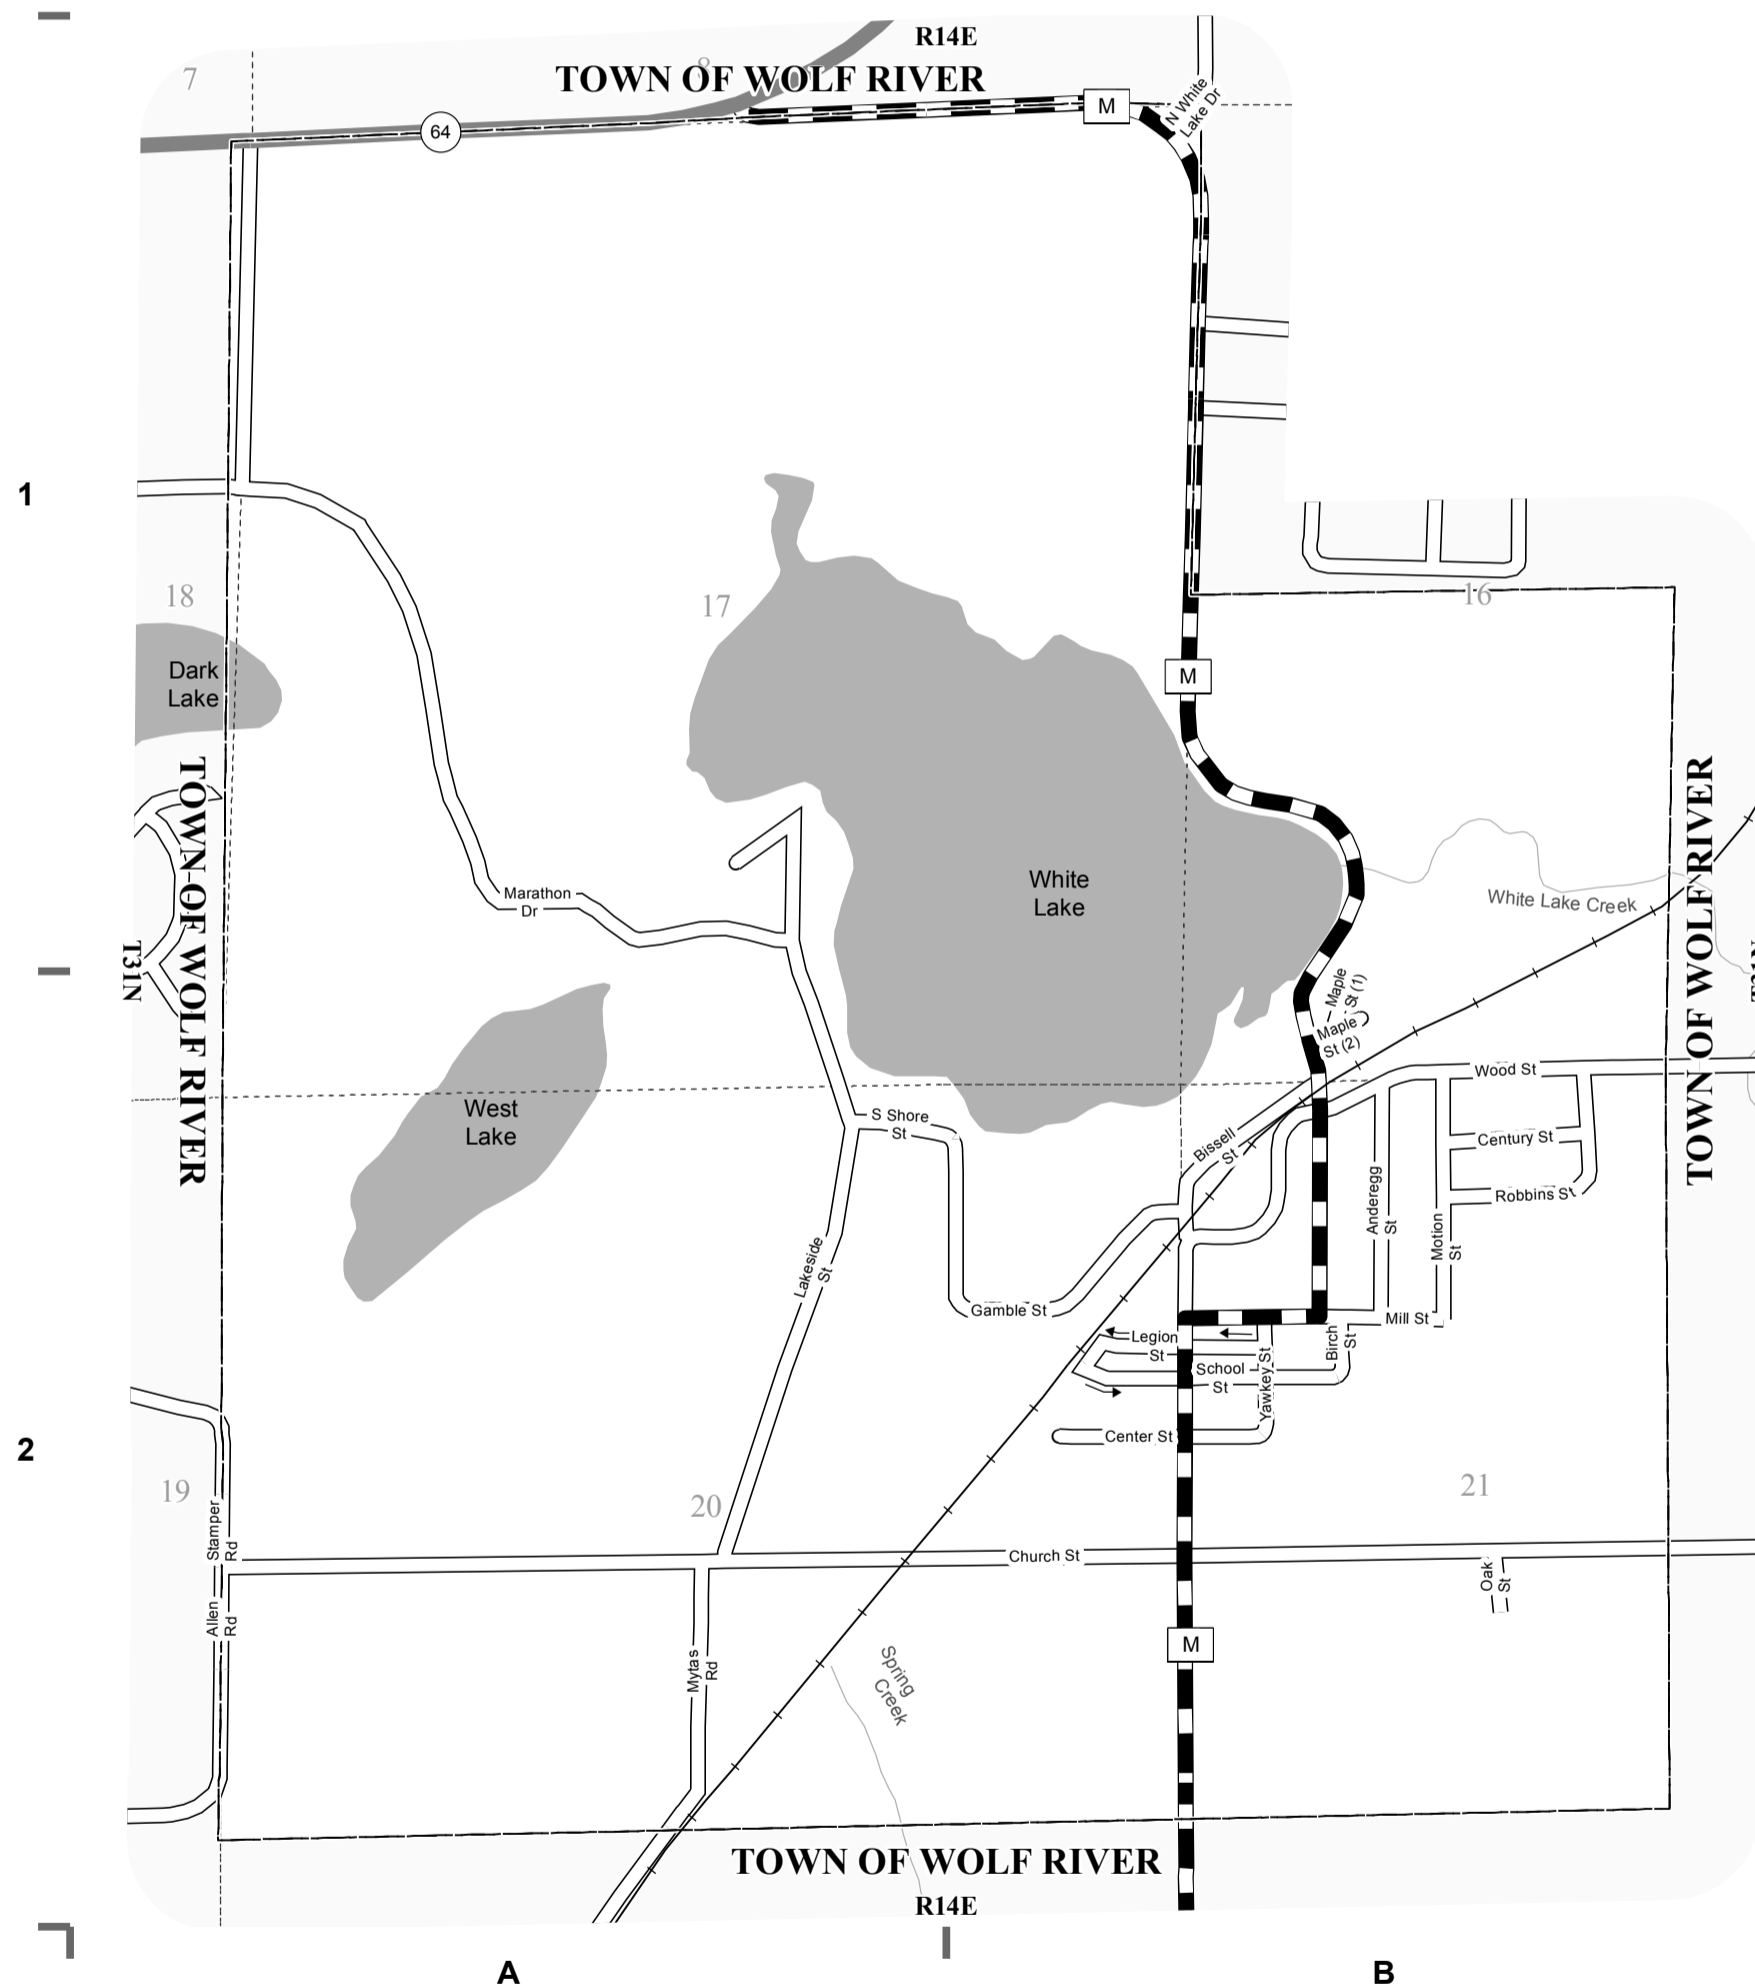 R14E
TOWN OF WOLF RIVER
7
8
64
M
N White
Lake Dr
1
18
17
16
Dark
Lake
M
TOWN OF WOLF RIVER
T31N
Marathon
Dr
White
Lake
White Lake Creek
TOWN OF WOLF RIVER
Maple
St (1)
Maple
St (2)
Wood St
West
Lake
S Shore
St
Bissell
St
Century St
Robbins St
Anderegg
St
Motion
St
Lakeside
St
Gamble St
Mill St
Legion
St
School
St
Yawkey St
Birch
St
Center St
2
19
20
21
Stamper
Rd
Allen
Rd
Church St
Oak
St
Mytas
Rd
M
Spring
Creek
TOWN OF WOLF RIVER
R14E
A
B